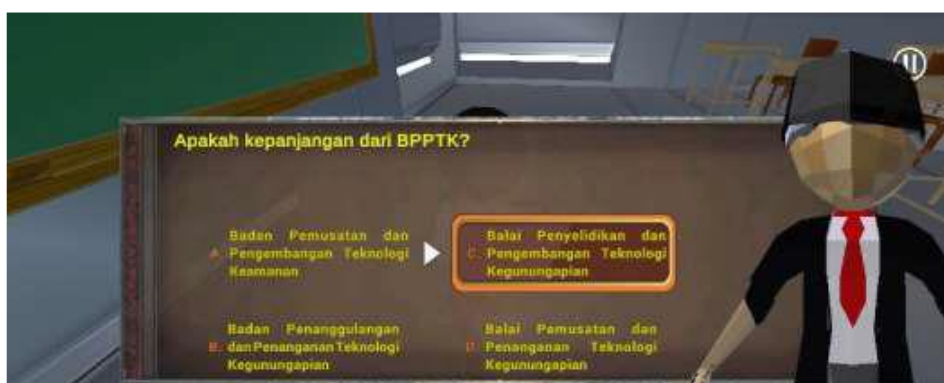 Apakah kepanjangan dari BPPTK?
Badan Pemusatan dan
A. Pengembangan Teknologi
Keamanan
Badan Penanggulangan
B. dan Penanganan Teknologi
Kegunungapian
Balai Penyelidikan dan
C. Pengembangan Teknologi
Kegunungapian
Balai Pemusatan dan
D. Penanganan Teknologi
Kegunungapian